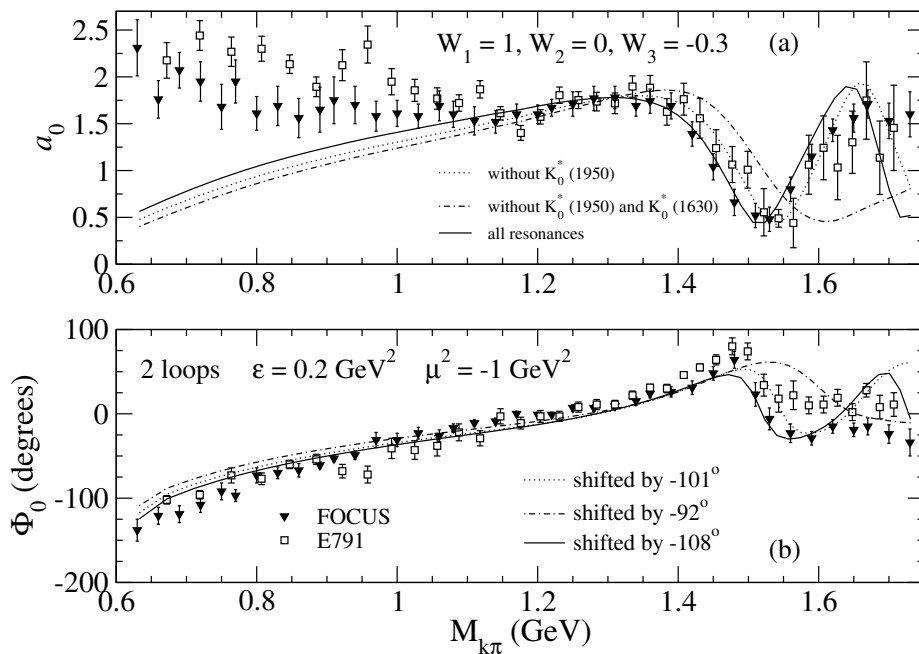 2.5
2
1.5
1
0.5
0
a₀
W₁ = 1, W₂ = 0, W₃ = -0.3
(a)
without K₀* (1950)
without K₀* (1950) and K₀* (1630)
all resonances
0.6 0.8 1 1.2 1.4 1.6
100
0
-100
-200
Φ₀ (degrees)
2 loops ε = 0.2 GeV² μ² = -1 GeV²
FOCUS
E791
shifted by -101°
shifted by -92°
shifted by -108°
(b)
0.6 0.8 1 1.2 1.4 1.6
M_kπ (GeV)